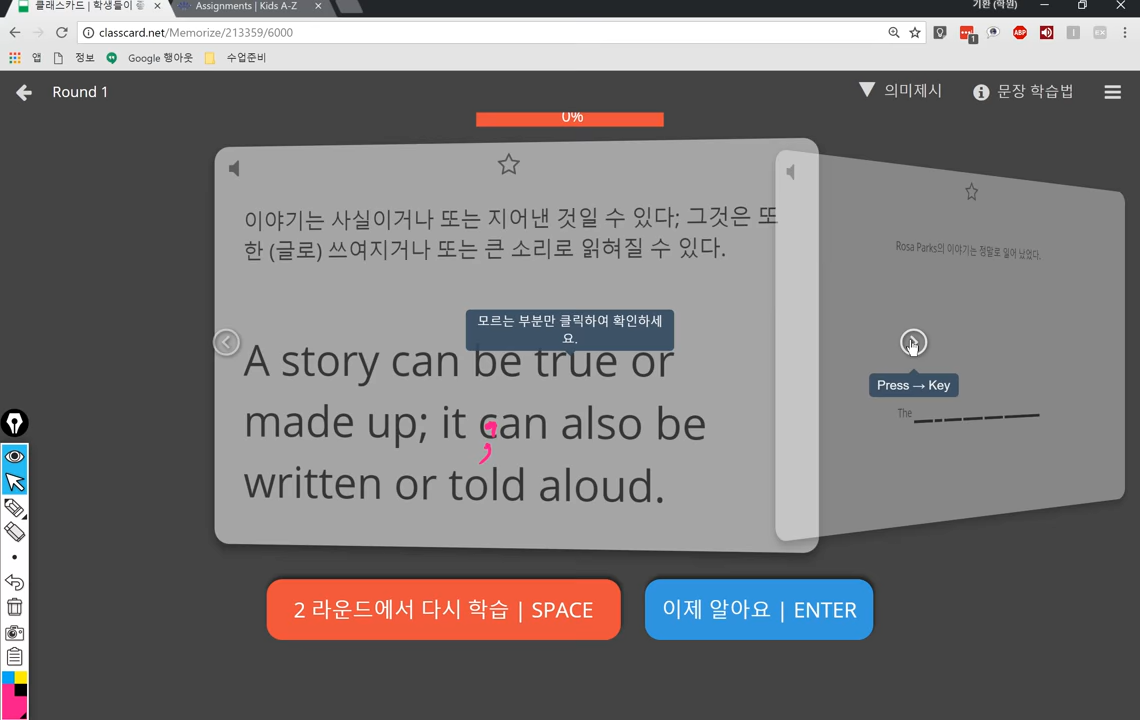 클래스카드 | 학생들이 좋
Assignments | Kids A-Z
기환 (학원)
classcard.net/Memorize/213359/6000
앱
정보
Google 행아웃
수업준비
Round 1
의미제시
문장 학습법
0%
이야기는 사실이거나 또는 지어낸 것일 수 있다; 그것은 또
한 (글로) 쓰여지거나 또는 큰 소리로 읽혀질 수 있다.
모르는 부분만 클릭하여 확인하세
요.
A story can be true or
made up; it can also be
written or told aloud.
Rosa Parks의 이야기는 정말로 일어 났었다.
Press → Key
The
2 라운드에서 다시 학습 | SPACE
이제 알아요 | ENTER
ABP
1